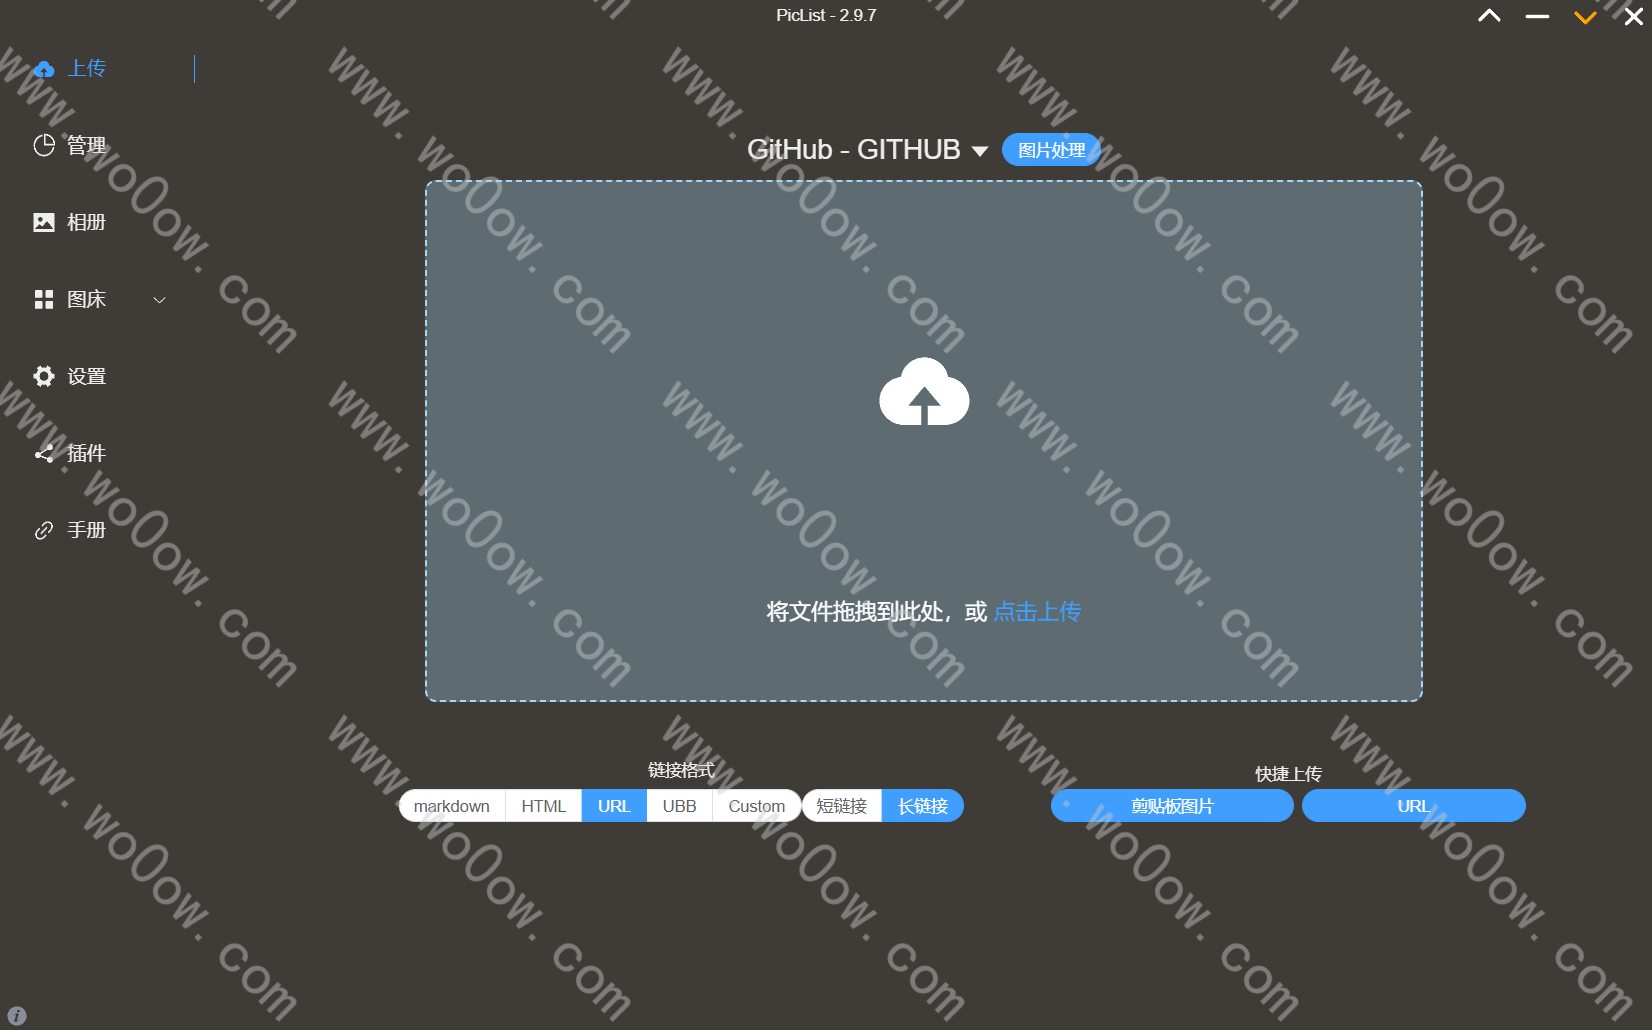 PicList - 2.9.7
上传
管理
相册
图床
设置
插件
手册
GitHub - GITHUB
图片处理
将文件拖拽到此处，或 点击上传
链接格式
markdown HTML URL UBB Custom 短链接 长链接
快捷上传
剪贴板图片 URL
www.wo0ow.com